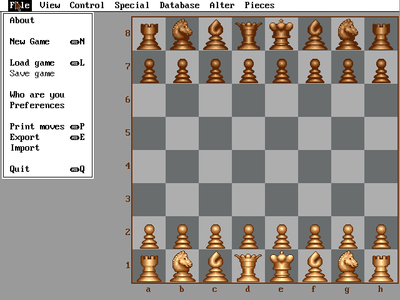 File View Control Special Database Alter Pieces
About
New Game N
Load game L
Save game
Who are you
Preferences
Print moves P
Export E
Import
Quit Q
8
7
6
5
4
3
2
1
a b c d e f g h